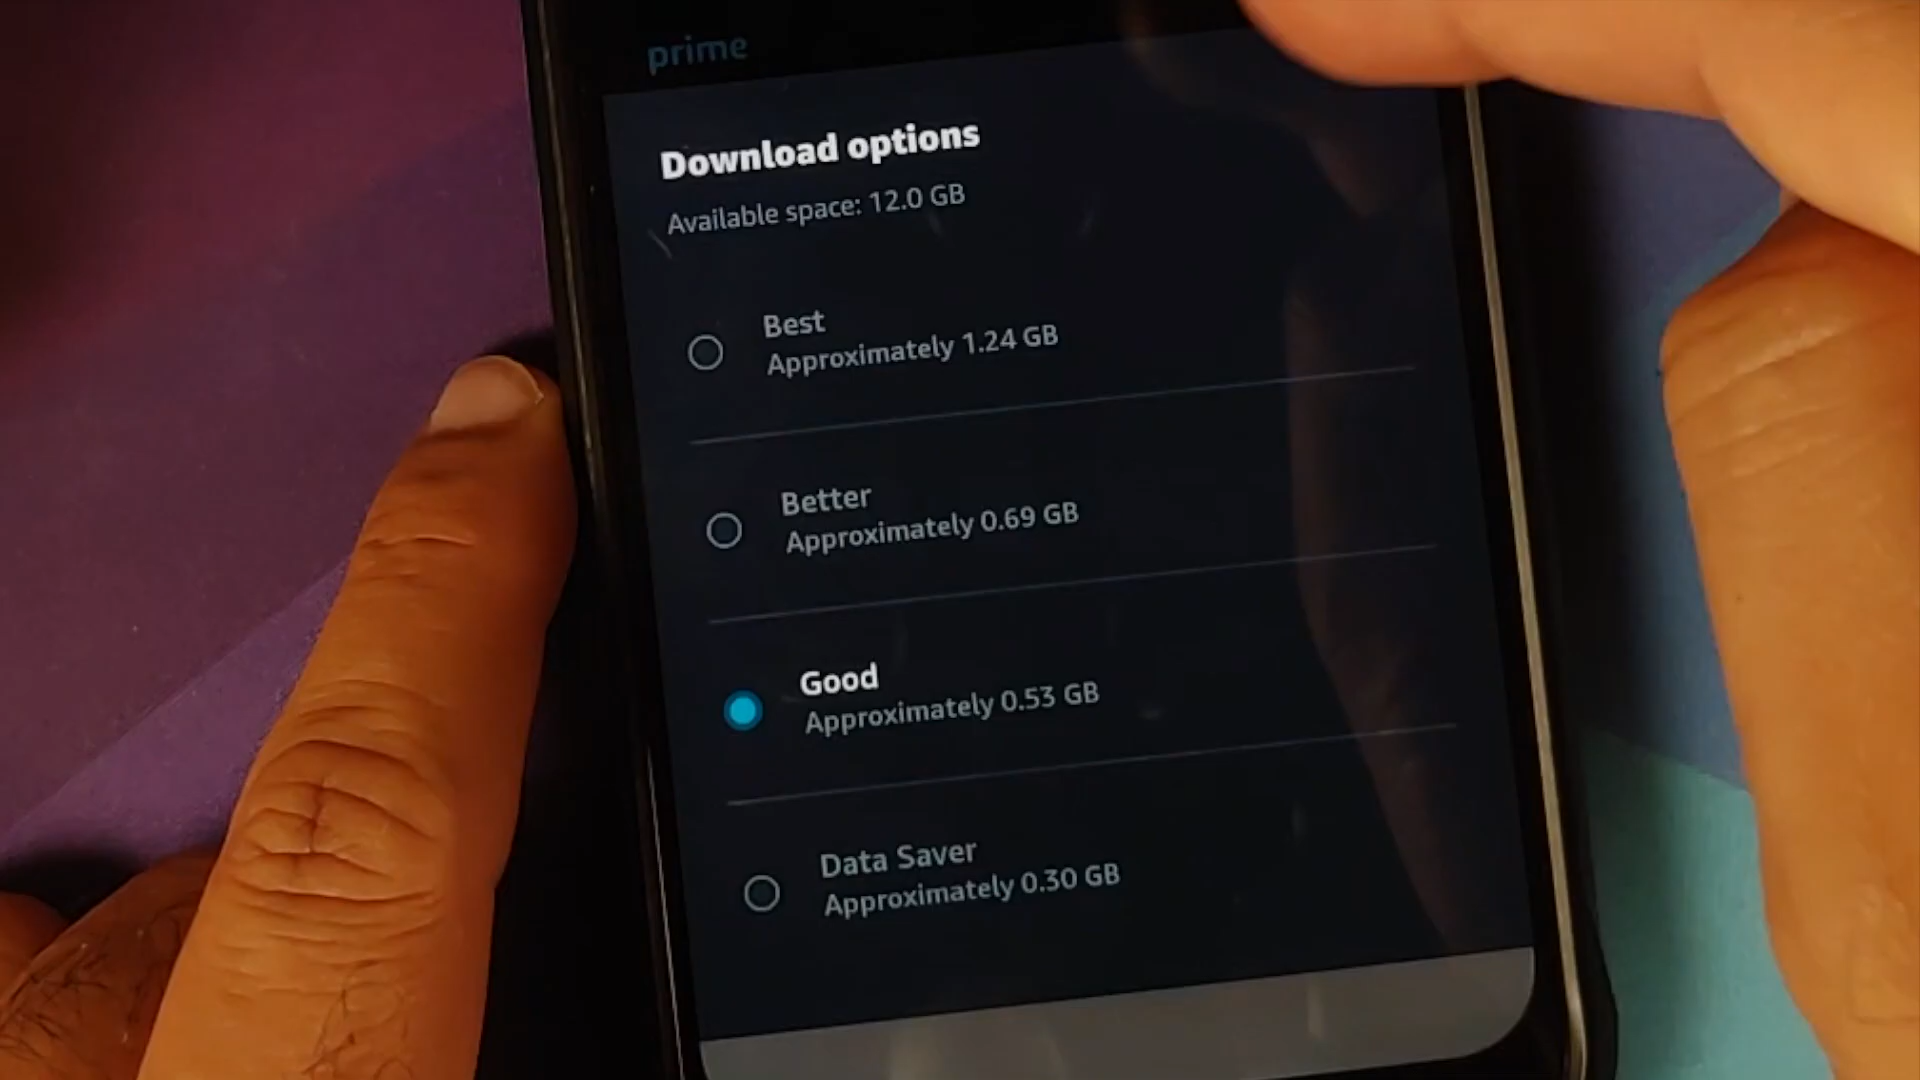 prime
Download options
Available space: 12.0 GB
Best
Approximately 1.24 GB
Better
Approximately 0.69 GB
Good
Approximately 0.53 GB
Data Saver
Approximately 0.30 GB